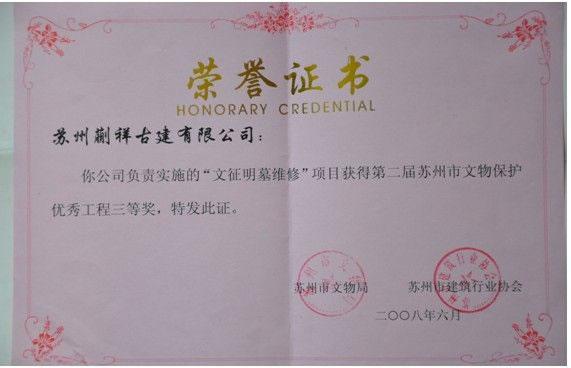 荣誉证书
HONORARY CREDENTIAL
苏州蒯祥古建有限公司：
你公司负责实施的“文征明墓维修”项目获得第二届苏州市文物保护
优秀工程三等奖，特发此证。
苏州市文物局 苏州市建筑行业协会
二〇〇八年六月